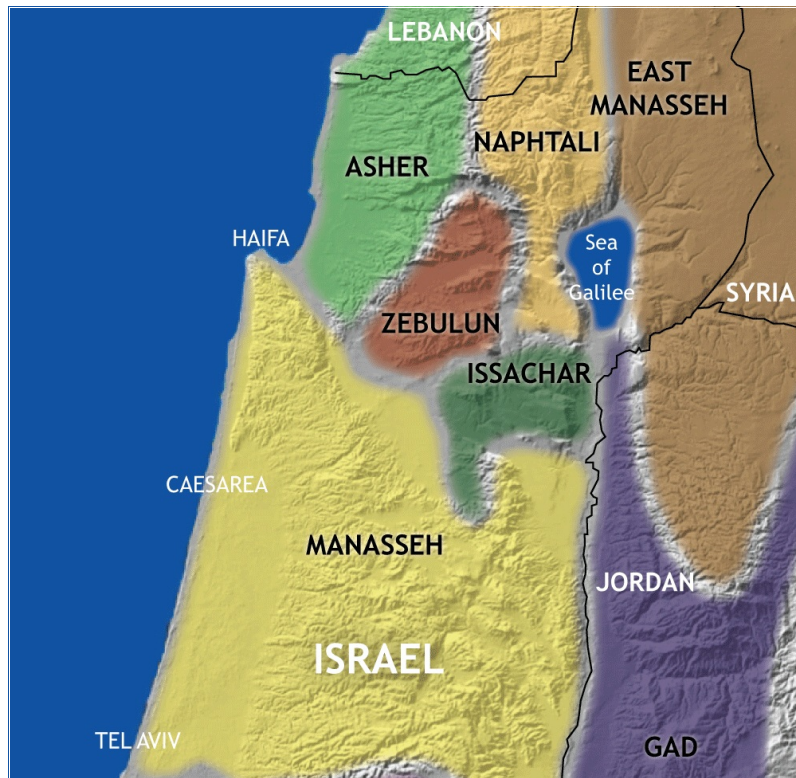 LEBANON
EAST
MANASSEH
NAPHTALI
ASHER
HAIFA
Sea
of
Galilee
SYRIA
ZEBULUN
ISSACHAR
CAESAREA
MANASSEH
JORDAN
ISRAEL
TEL AVIV
GAD